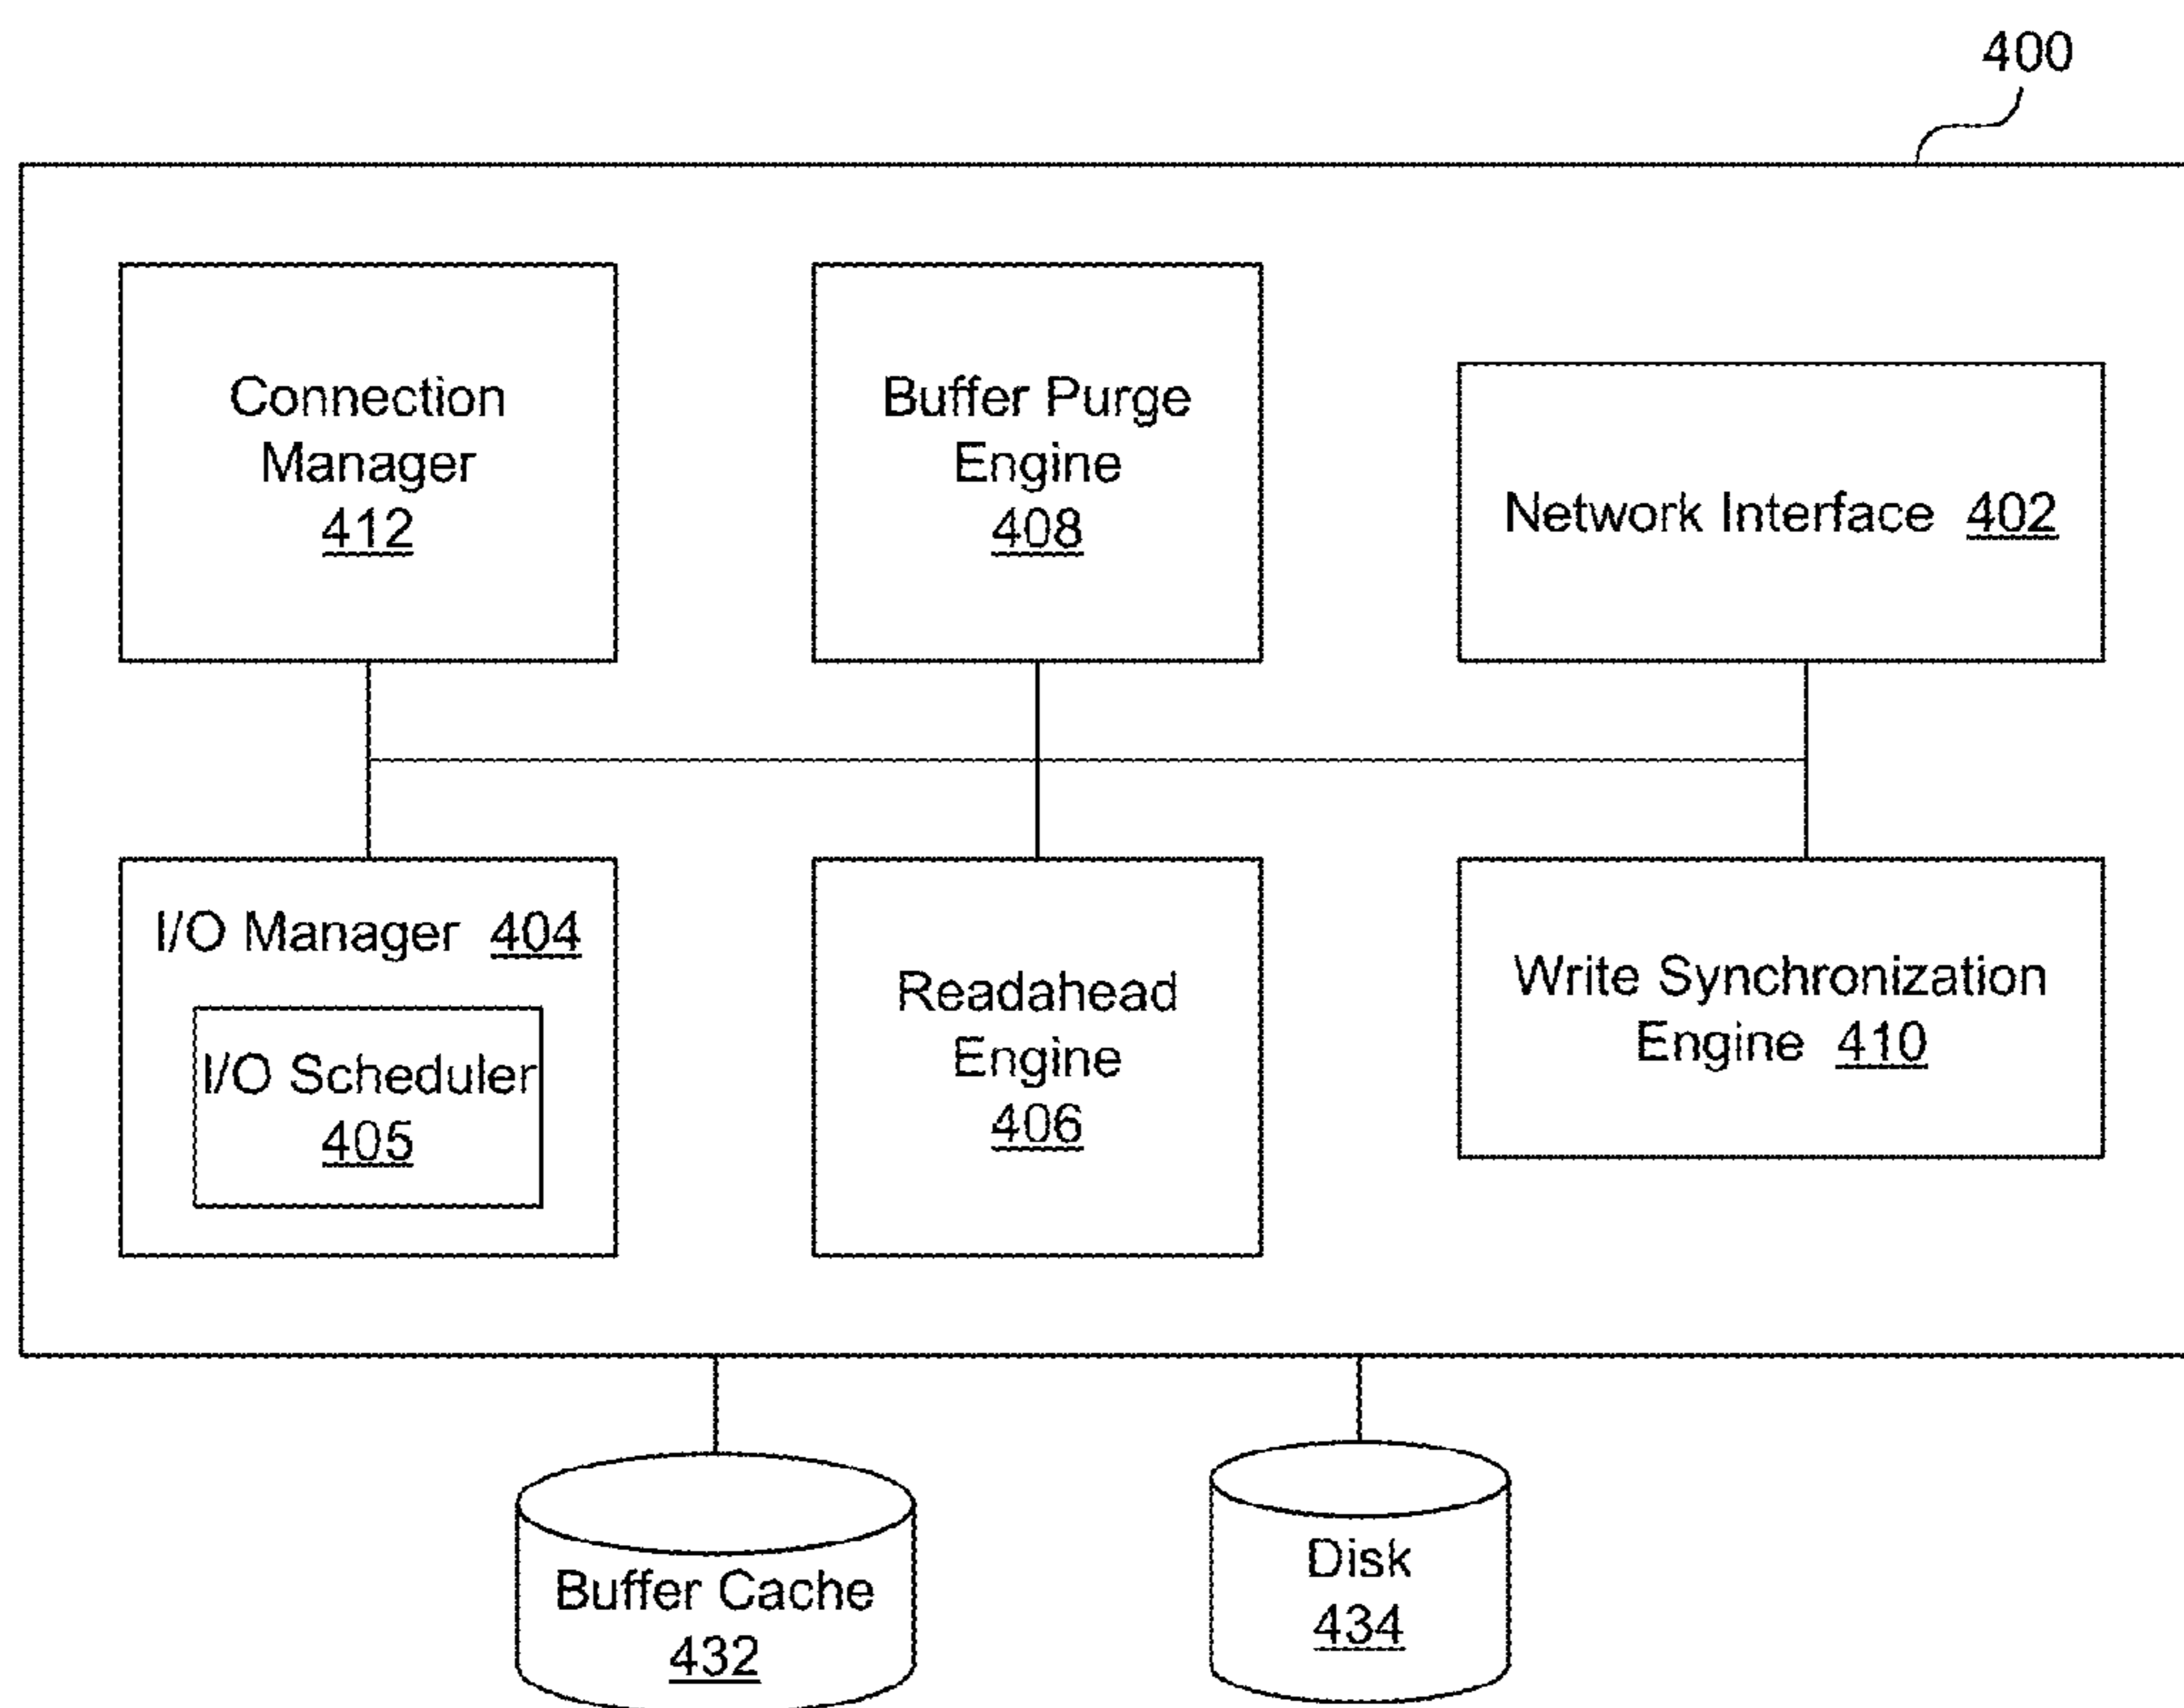 400
Connection
Manager
412
Buffer Purge
Engine
408
Network Interface 402
I/O Manager 404
I/O Scheduler
405
Readahead
Engine
406
Write Synchronization
Engine 410
Buffer Cache
432
Disk
434